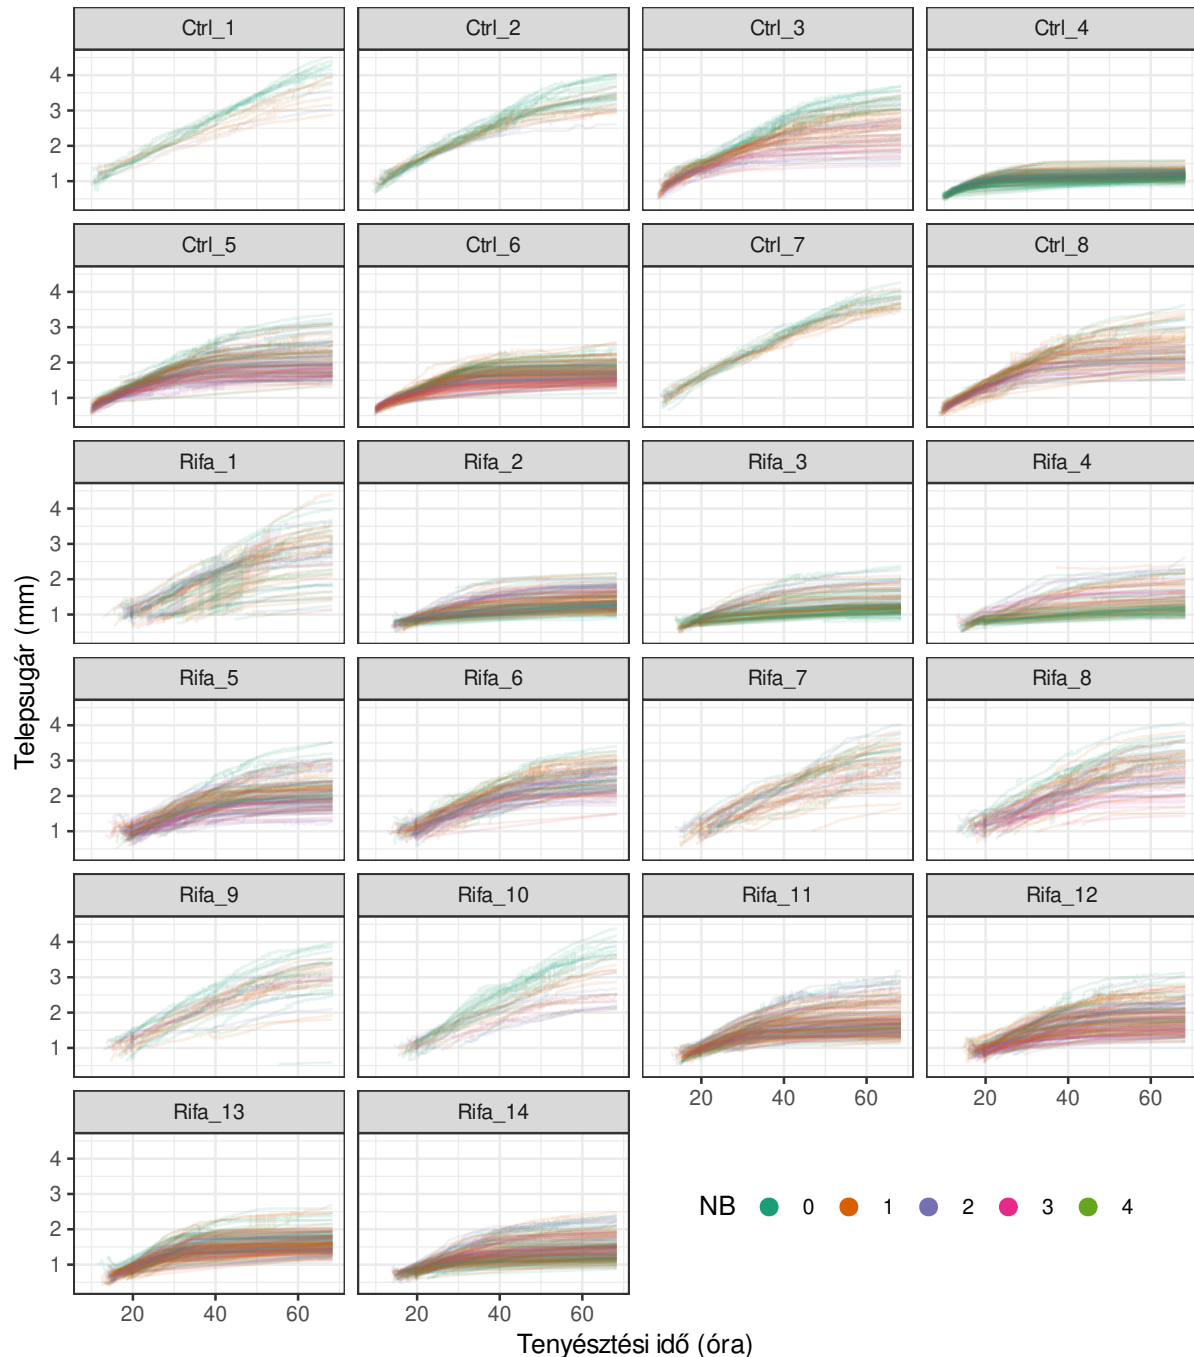 Ctrl_1 Ctrl_2 Ctrl_3 Ctrl_4
4
3
2
1
Ctrl_5 Ctrl_6 Ctrl_7 Ctrl_8
4
3
2
1
Rifa_1 Rifa_2 Rifa_3 Rifa_4
4
3
2
1
Rifa_5 Rifa_6 Rifa_7 Rifa_8
4
3
2
1
Telepsugár (mm)
Rifa_9 Rifa_10 Rifa_11 Rifa_12
4
3
2
1
20 40 60 20 40 60
Rifa_13 Rifa_14
4
3
2
1
20 40 60 20 40 60
NB 0 1 2 3 4
Tenyésztési idő (óra)